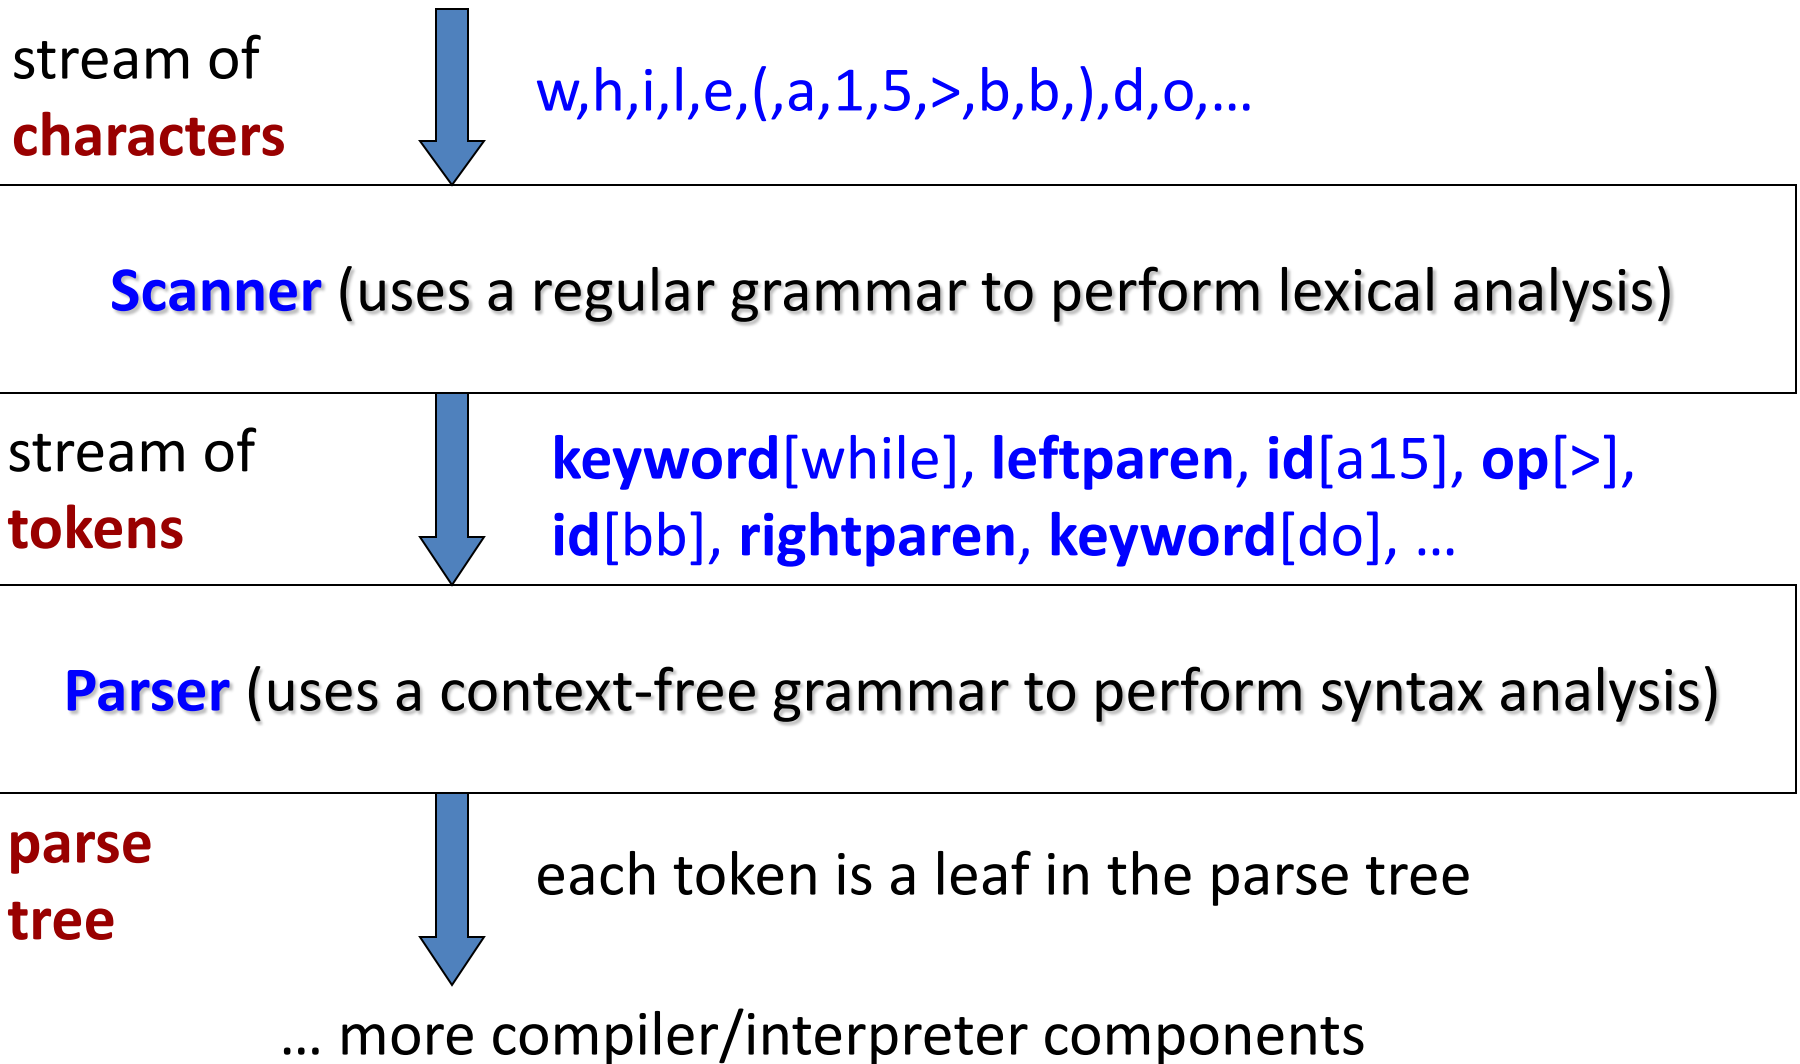 stream of
characters
w,h,i,l,e,(,a,1,5,>,b,b,),d,o,…
Scanner (uses a regular grammar to perform lexical analysis)
stream of
tokens
keyword[while], leftparen, id[a15], op[>],
id[bb], rightparen, keyword[do], …
Parser (uses a context-free grammar to perform syntax analysis)
parse
tree
each token is a leaf in the parse tree
… more compiler/interpreter components